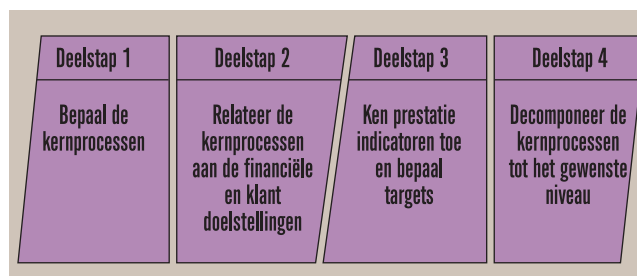 Deelstap 1
Bepaal de
kernprocessen
Deelstap 2
Relateer de
kernprocessen
aan de financiële
en klant
doelstellingen
Deelstap 3
Ken prestatie
indicatoren toe
en bepaal
targets
Deelstap 4
Decomponeer de
kernprocessen
tot het gewenste
niveau